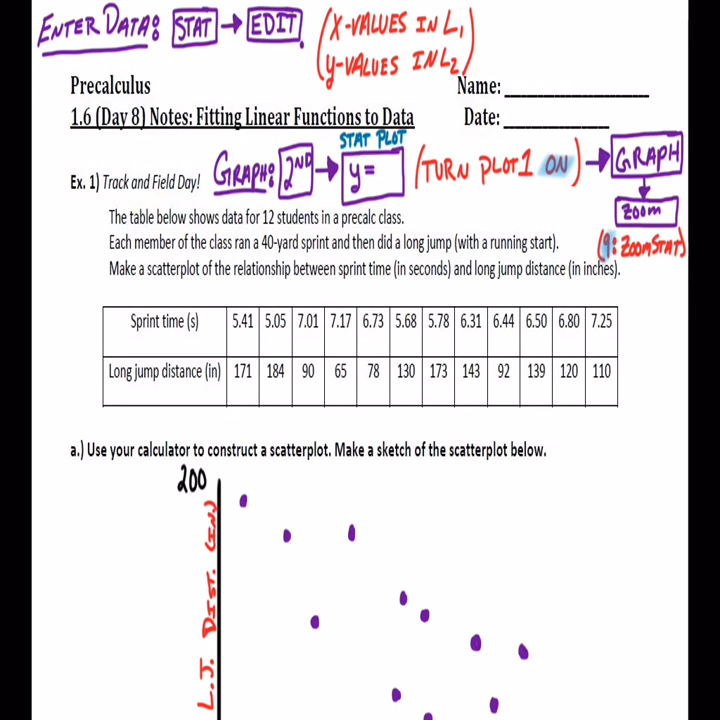 ENTER DATA: STAT → EDIT. (X-VALUES IN L1
(Y-VALUES IN L2)
Precalculus Name: ____________________
1.6 (Day 8) Notes: Fitting Linear Functions to Data Date: ______________
STAT PLOT
GRAPH: 2ND → y= (TURN PLOT1 ON) → GRAPH
Ex. 1) Track and Field Day!
ZOOM
The table below shows data for 12 students in a precalc class.
Each member of the class ran a 40-yard sprint and then did a long jump (with a running start).
(9: ZOOMSTAT)
Make a scatterplot of the relationship between sprint time (in seconds) and long jump distance (in inches).
Sprint time (s) 5.41 5.05 7.01 7.17 6.73 5.68 5.78 6.31 6.44 6.50 6.80 7.25
Long jump distance (in) 171 184 90 65 78 130 173 143 92 139 120 110
a.) Use your calculator to construct a scatterplot. Make a sketch of the scatterplot below.
200
L.J. DIST. (IN)